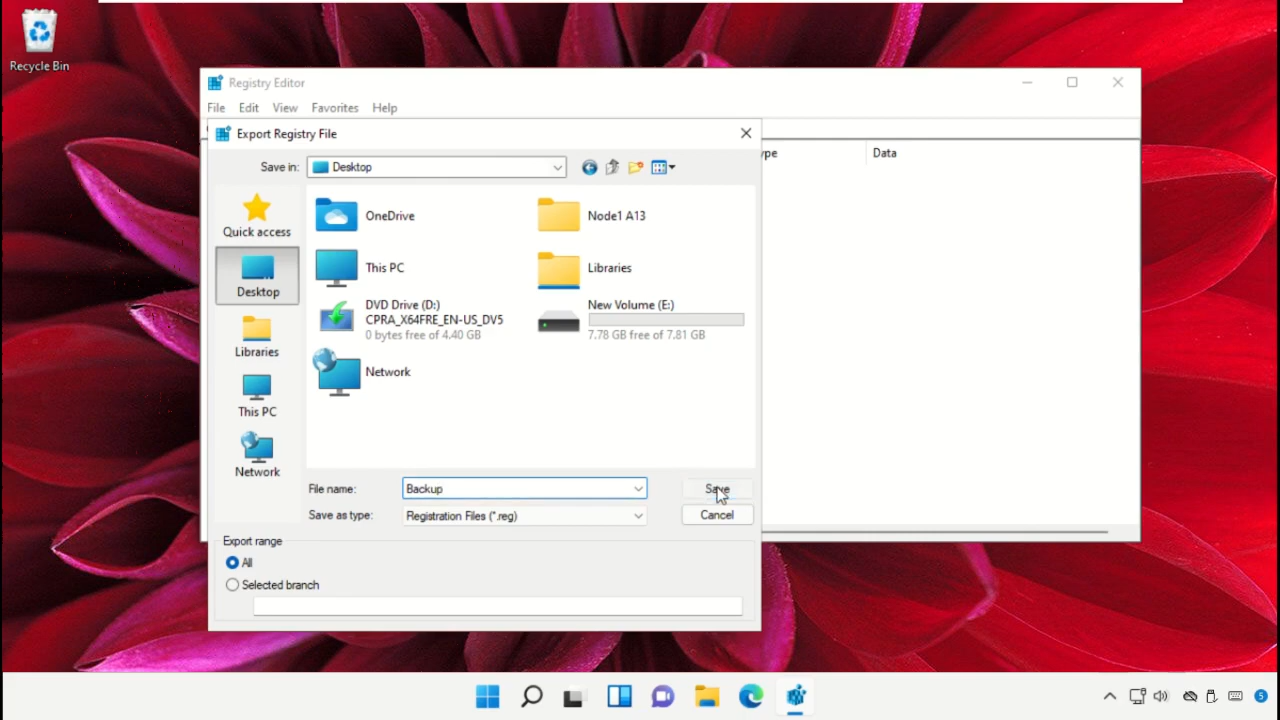 Recycle Bin
Registry Editor
File Edit View Favorites Help
Export Registry File
ype Data
Save in: Desktop
Quick access
Desktop
Libraries
This PC
Network
OneDrive
Node1 A13
This PC
Libraries
DVD Drive (D:)
CPRA_X64FRE_EN-US_DV5
0 bytes free of 4.40 GB
New Volume (E:)
7.78 GB free of 7.81 GB
Network
File name: Backup Save
Save as type: Registration Files (*.reg) Cancel
Export range
All
Selected branch
5